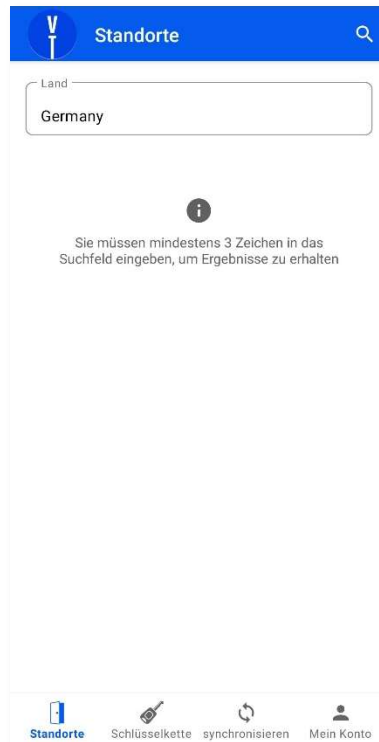 VT
Standorte
Land
Germany
Sie müssen mindestens 3 Zeichen in das
Suchfeld eingeben, um Ergebnisse zu erhalten
Standorte Schlüsselkette synchronisieren Mein Konto